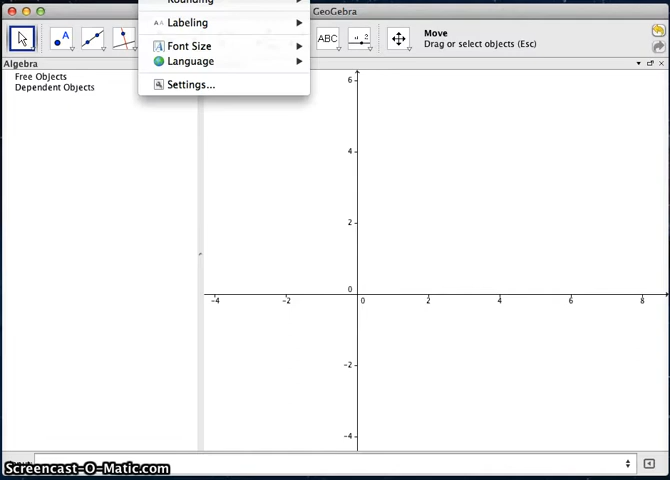 GeoGebra
Rounding
Labeling
Font Size
Language
Settings...
A
ABC
a = 2
Move
Drag or select objects (Esc)
Algebra
Free Objects
Dependent Objects
6
4
2
0
-2
-4
-4 -2 0 2 4 6 8
Screencast-O-Matic.com